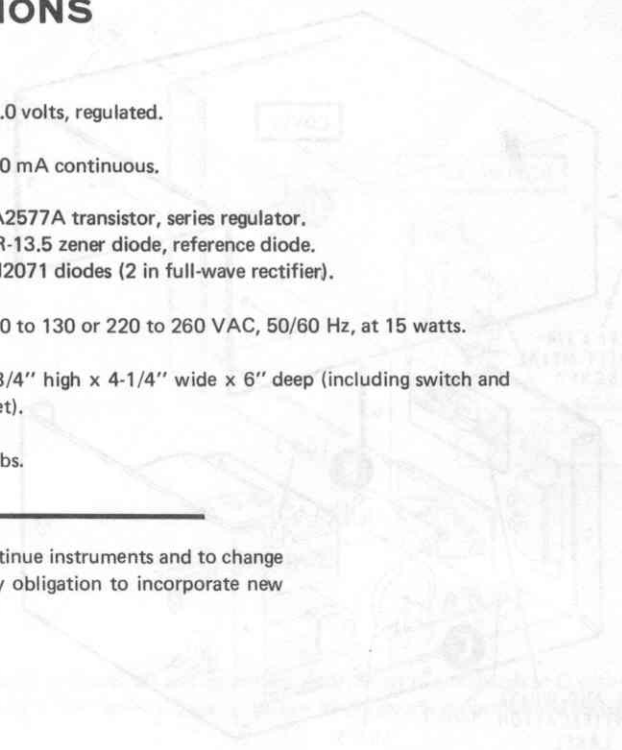 IONS
.0 volts, regulated.
0 mA continuous.
A2577A transistor, series regulator.
R-13.5 zener diode, reference diode.
N2071 diodes (2 in full-wave rectifier).
0 to 130 or 220 to 260 VAC, 50/60 Hz, at 15 watts.
3/4" high x 4-1/4" wide x 6" deep (including switch and
et).
bs.
tinue instruments and to change
y obligation to incorporate new